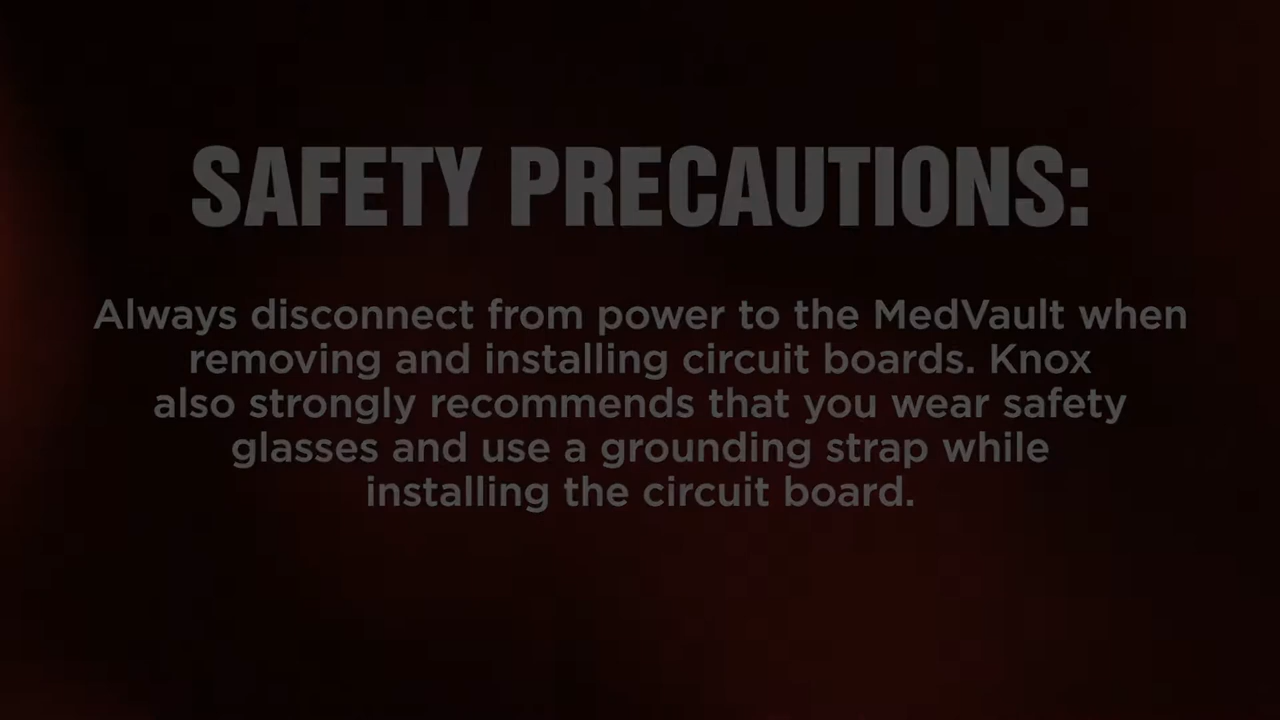 SAFETY PRECAUTIONS:
Always disconnect from power to the MedVault when
removing and installing circuit boards. Knox
also strongly recommends that you wear safety
glasses and use a grounding strap while
installing the circuit board.